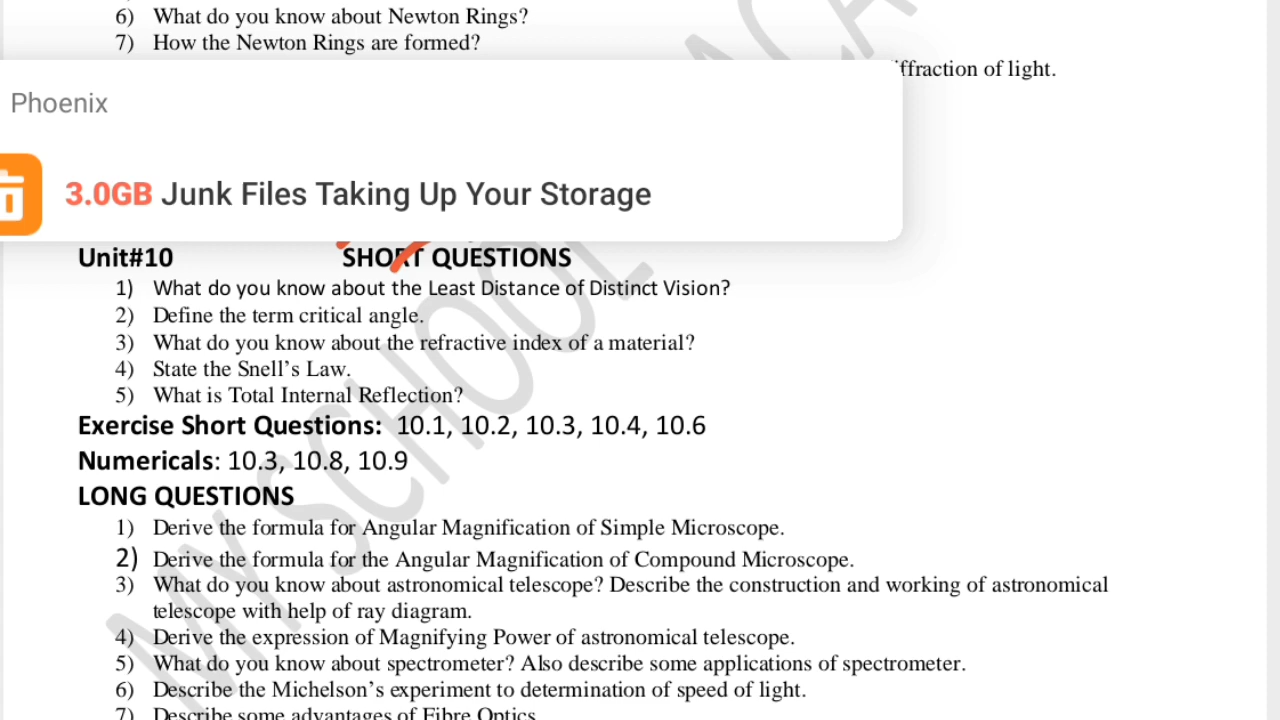 6) What do you know about Newton Rings?
7) How the Newton Rings are formed?
diffraction of light.
Phoenix
3.0GB Junk Files Taking Up Your Storage
Unit#10 SHORT QUESTIONS
1) What do you know about the Least Distance of Distinct Vision?
2) Define the term critical angle.
3) What do you know about the refractive index of a material?
4) State the Snell’s Law.
5) What is Total Internal Reflection?
Exercise Short Questions: 10.1, 10.2, 10.3, 10.4, 10.6
Numericals: 10.3, 10.8, 10.9
LONG QUESTIONS
1) Derive the formula for Angular Magnification of Simple Microscope.
2) Derive the formula for the Angular Magnification of Compound Microscope.
3) What do you know about astronomical telescope? Describe the construction and working of astronomical
telescope with help of ray diagram.
4) Derive the expression of Magnifying Power of astronomical telescope.
5) What do you know about spectrometer? Also describe some applications of spectrometer.
6) Describe the Michelson’s experiment to determination of speed of light.
7) Describe some advantages of Fibre Optics.
MY SCHOOL